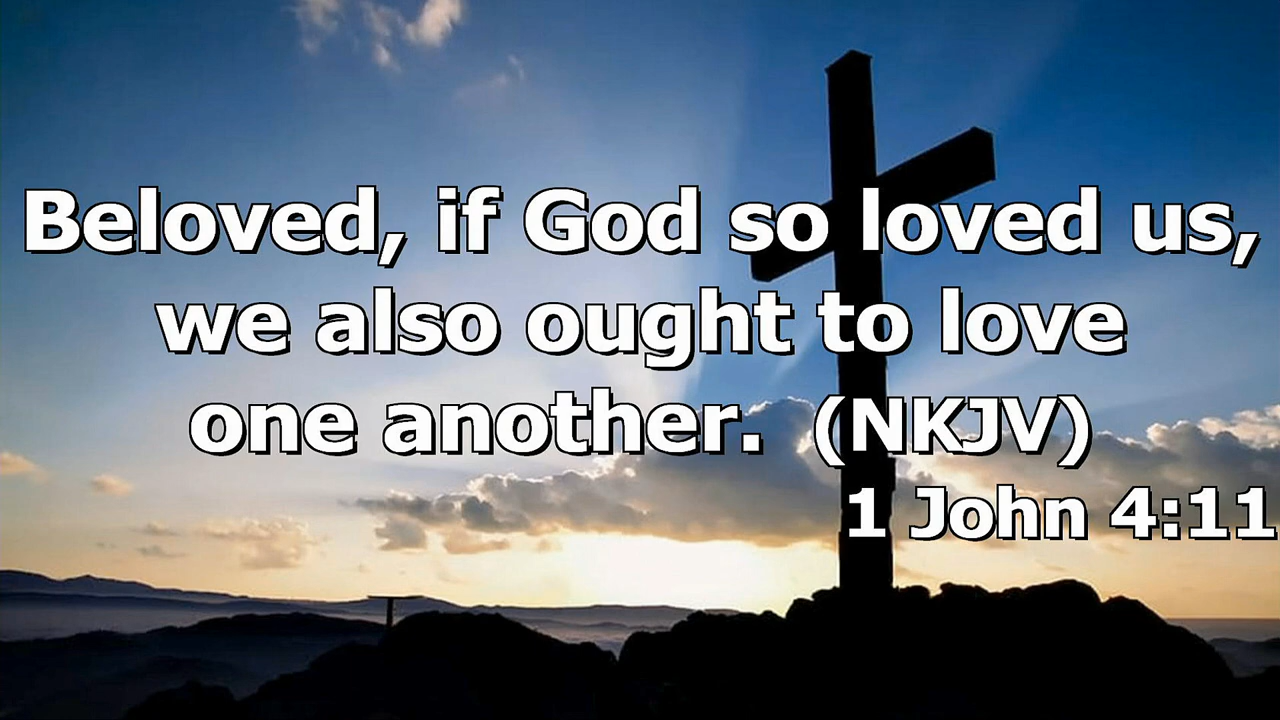 Beloved, if God so loved us,
we also ought to love
one another. (NKJV)
1 John 4:11